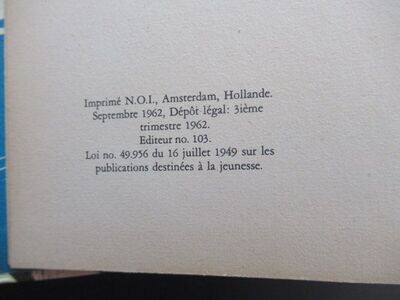 Imprimé N.O.I., Amsterdam, Hollande.
Septembre 1962, Dépôt légal: 3ième
trimestre 1962.
Editeur no. 103.
Loi no. 49.956 du 16 juillet 1949 sur les
publications destinées à la jeunesse.